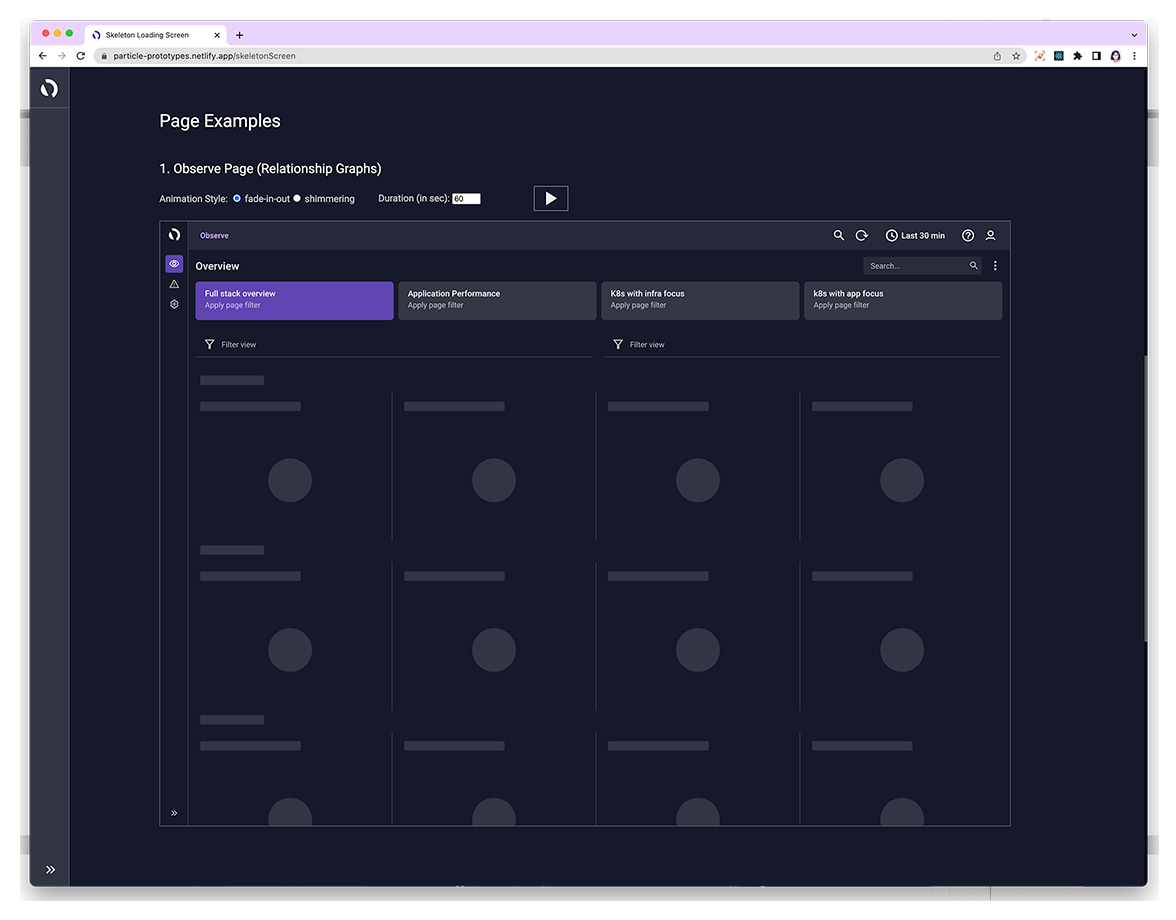 Skeleton Loading Screen
particle-prototypes.netlify.app/skeletonScreen
Page Examples
1. Observe Page (Relationship Graphs)
Animation Style: fade-in-out shimmering Duration (in sec): 60
Observe Last 30 min
Overview Search...
Full stack overview
Apply page filter
Application Performance
Apply page filter
K8s with infra focus
Apply page filter
k8s with app focus
Apply page filter
Filter view Filter view